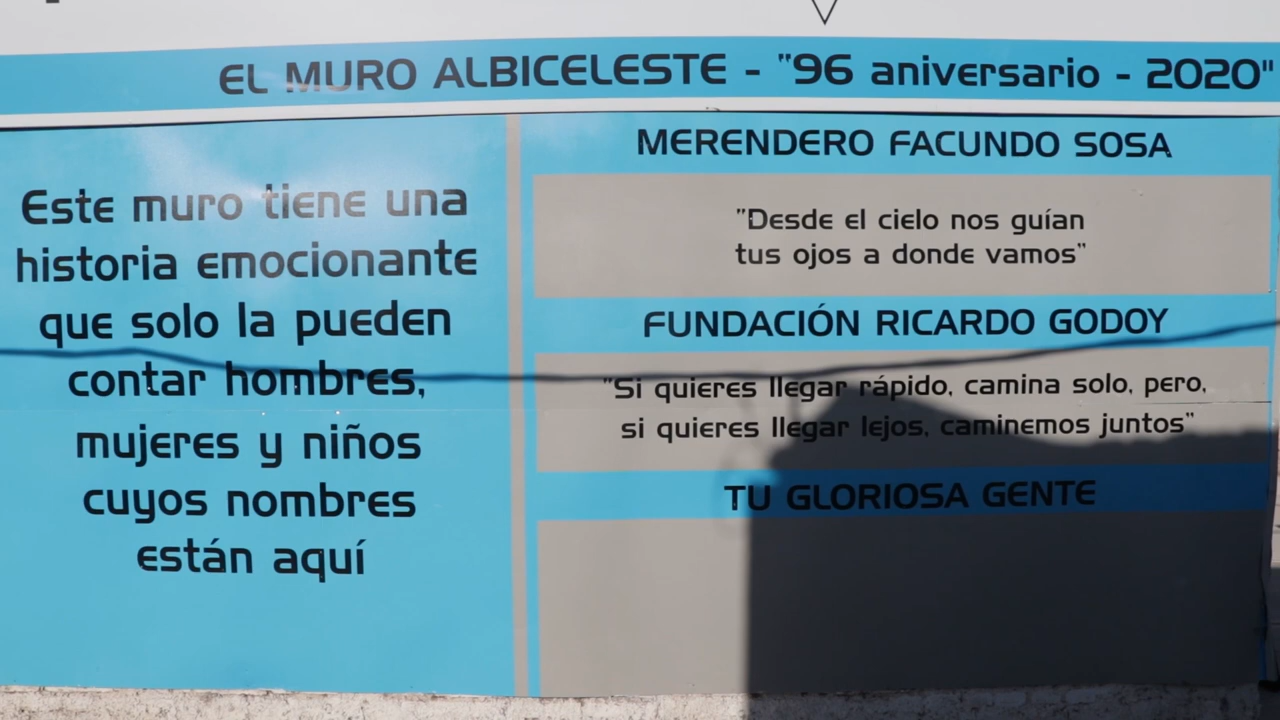 EL MURO ALBICELESTE - "96 aniversario - 2020"
Este muro tiene una
historia emocionante
que solo la pueden
contar hombres,
mujeres y niños
cuyos nombres
están aquí
MERENDERO FACUNDO SOSA
"Desde el cielo nos guían
tus ojos a donde vamos"
FUNDACIÓN RICARDO GODOY
"Si quieres llegar rápido, camina solo, pero,
si quieres llegar lejos, caminemos juntos"
TU GLORIOSA GENTE